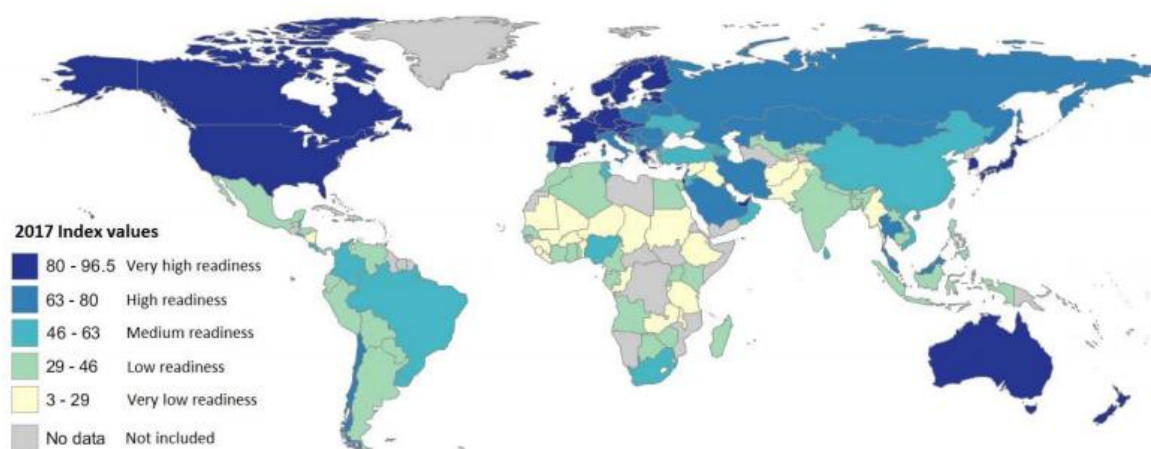 2017 Index values
80 - 96.5 Very high readiness
63 - 80 High readiness
46 - 63 Medium readiness
29 - 46 Low readiness
3 - 29 Very low readiness
No data Not included